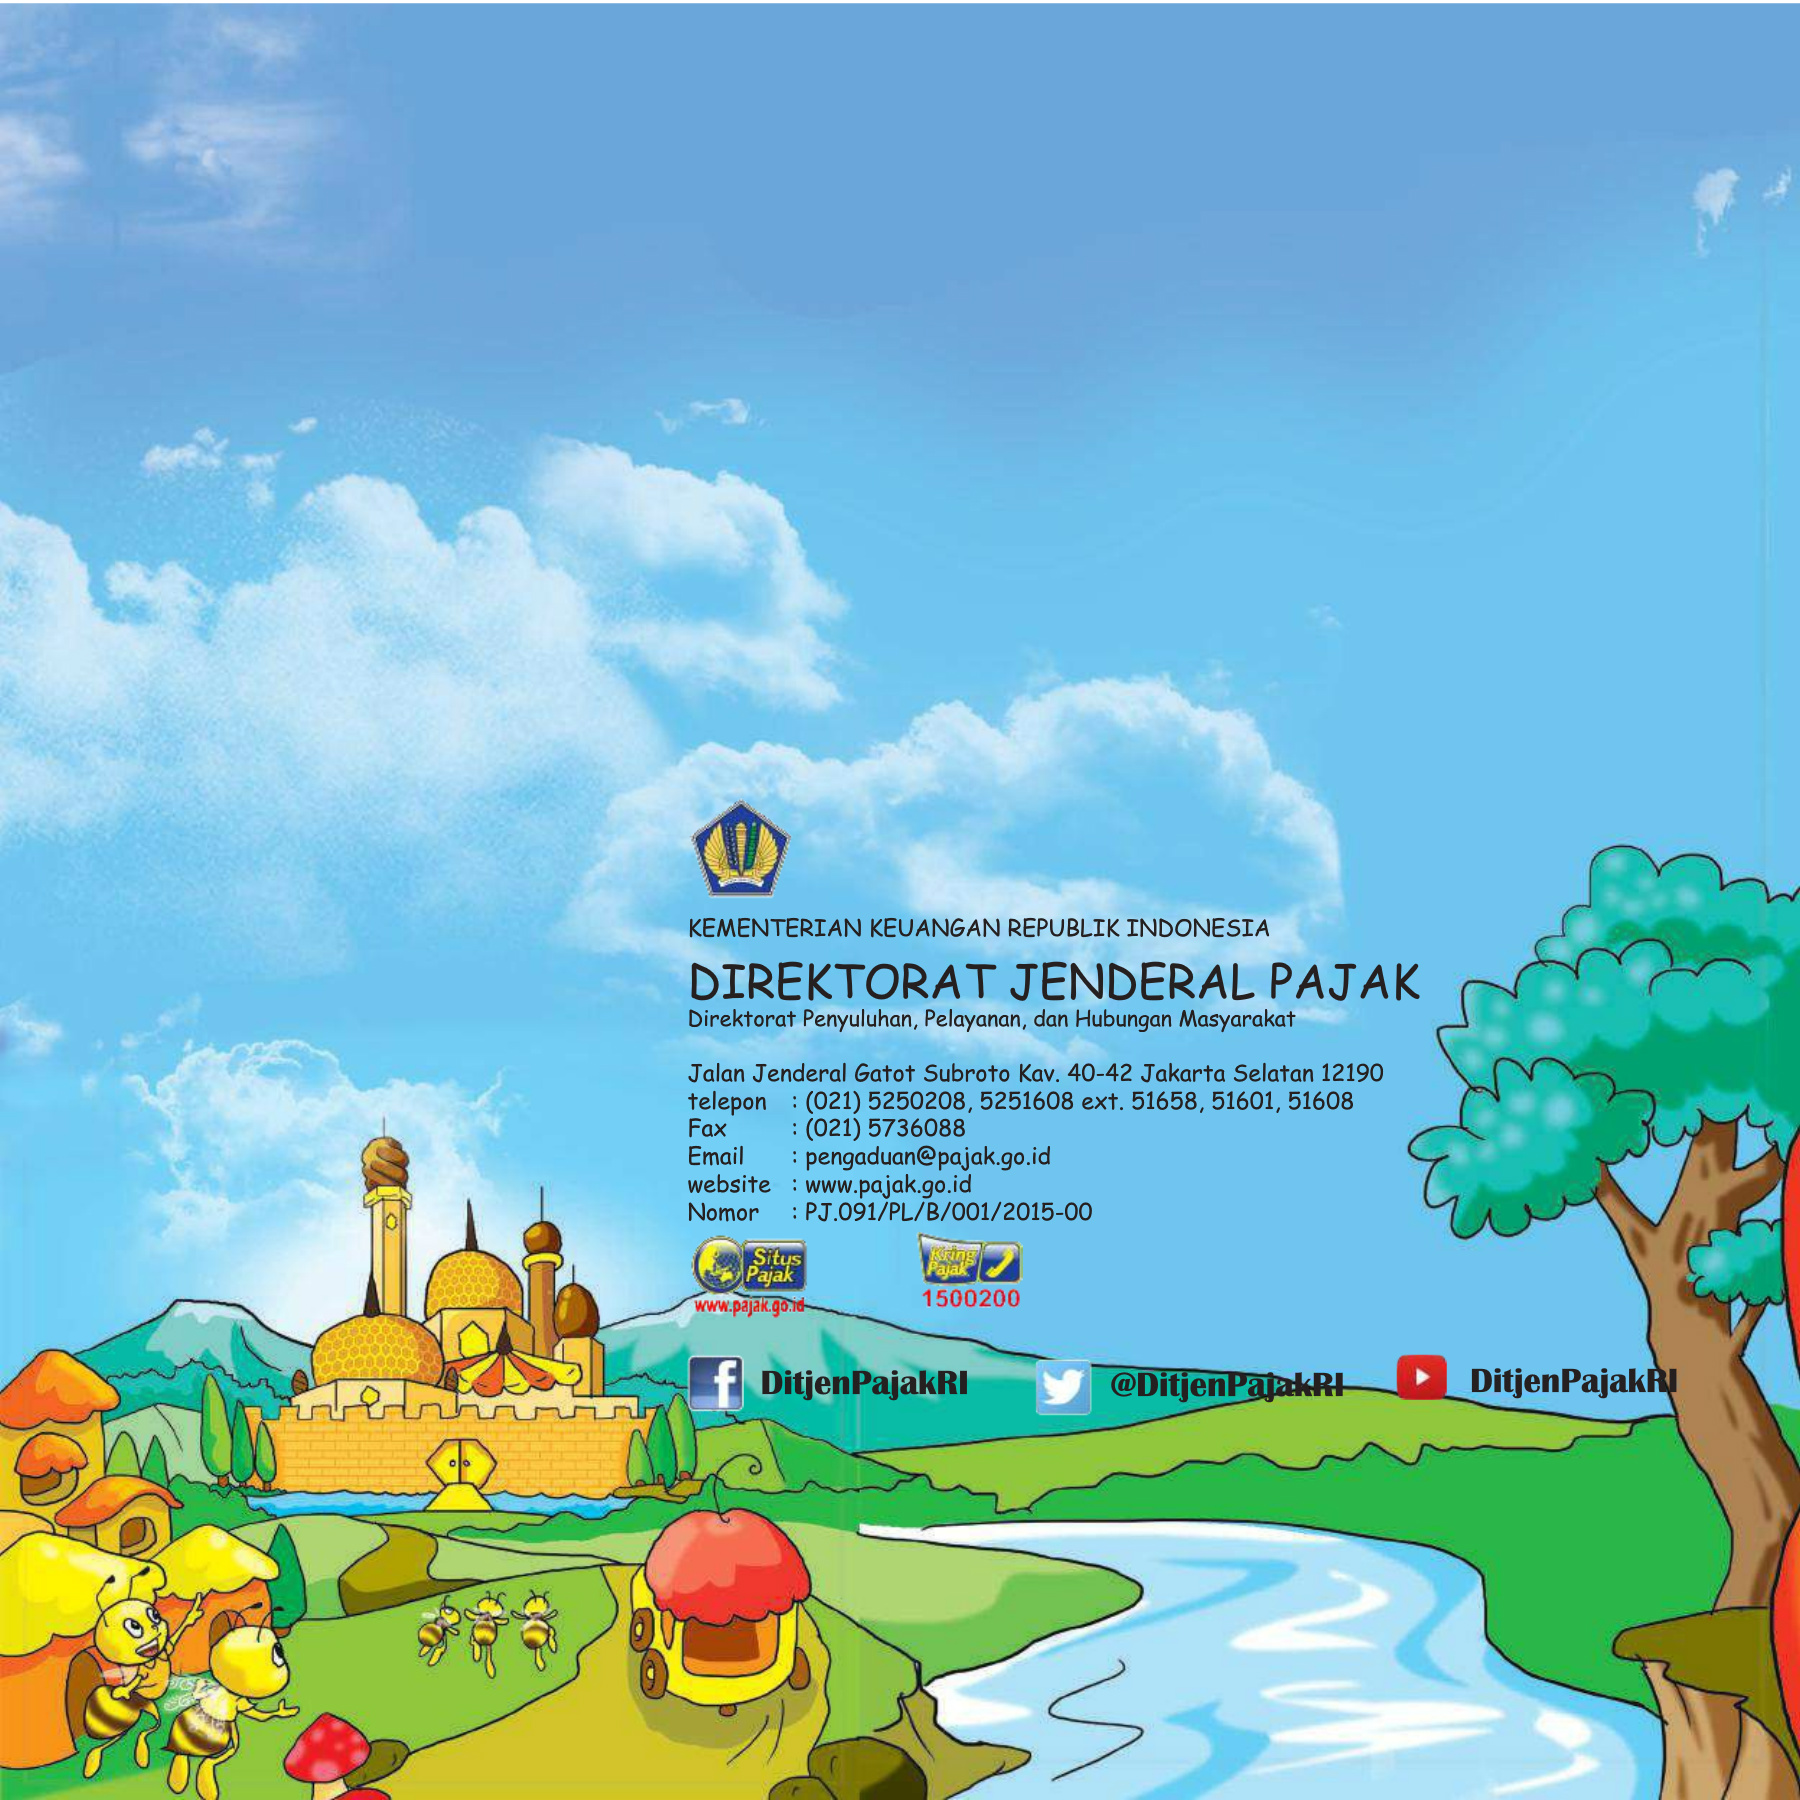 KEMENTERIAN KEUANGAN REPUBLIK INDONESIA
DIREKTORAT JENDERAL PAJAK
Direktorat Penyuluhan, Pelayanan, dan Hubungan Masyarakat
Jalan Jenderal Gatot Subroto Kav. 40-42 Jakarta Selatan 12190
telepon : (021) 5250208, 5251608 ext. 51658, 51601, 51608
Fax : (021) 5736088
Email : pengaduan@pajak.go.id
website : www.pajak.go.id
Nomor : PJ.091/PL/B/001/2015-00
Situs Pajak
www.pajak.go.id
Kring Pajak
1500200
DitjenPajakRI
@DitjenPajakRI
DitjenPajakRI